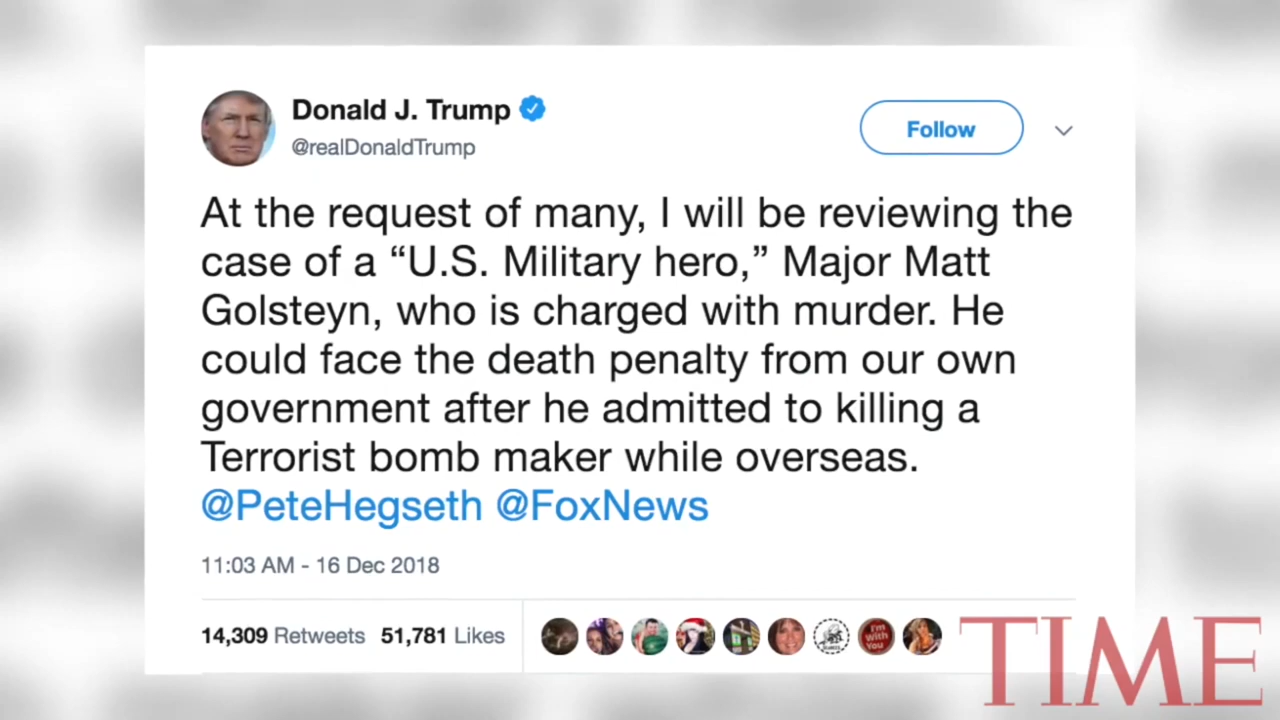 Donald J. Trump
@realDonaldTrump
Follow
At the request of many, I will be reviewing the
case of a “U.S. Military hero,” Major Matt
Golsteyn, who is charged with murder. He
could face the death penalty from our own
government after he admitted to killing a
Terrorist bomb maker while overseas.
@PeteHegseth @FoxNews
11:03 AM - 16 Dec 2018
14,309 Retweets 51,781 Likes
I'm
With
You
TIME